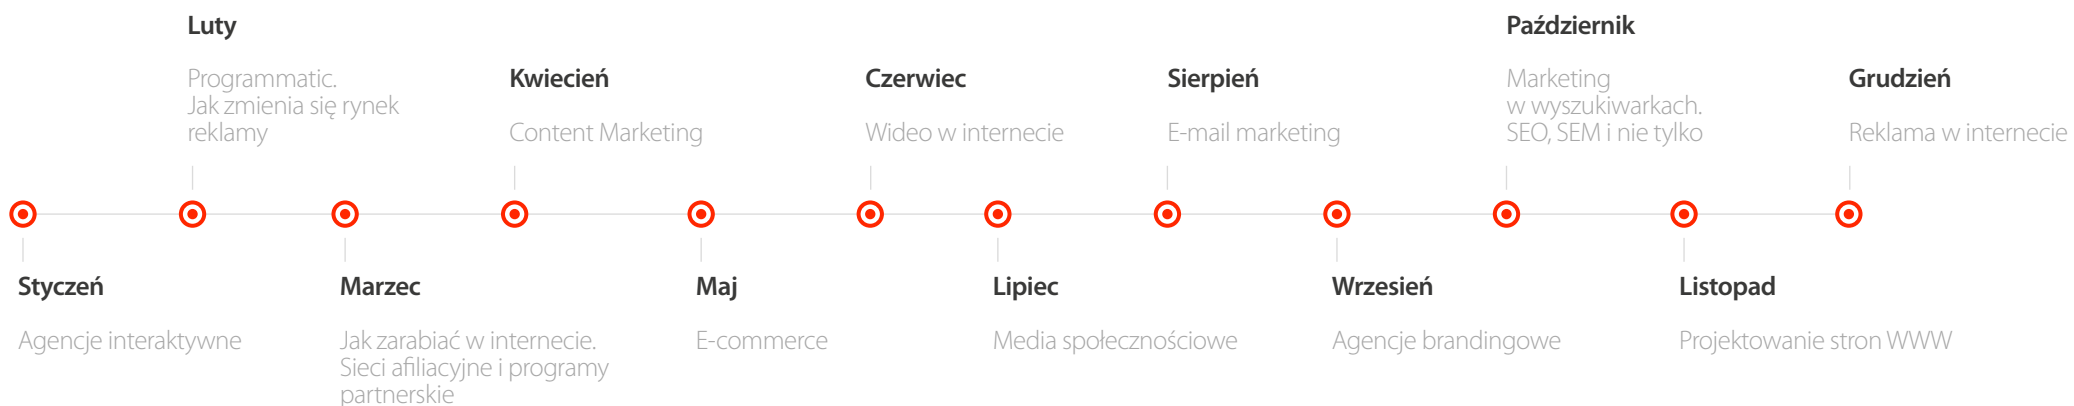 Luty
Programmatic.
Jak zmienia się rynek
reklamy
Kwiecień
Content Marketing
Czerwiec
Wideo w internecie
Sierpień
E-mail marketing
Październik
Marketing
w wyszukiwarkach.
SEO, SEM i nie tylko
Grudzień
Reklama w internecie
Styczeń
Agencje interaktywne
Marzec
Jak zarabiać w internecie.
Sieci afiliacyjne i programy
partnerskie
Maj
E-commerce
Lipiec
Media społecznościowe
Wrzesień
Agencje brandingowe
Listopad
Projektowanie stron WWW